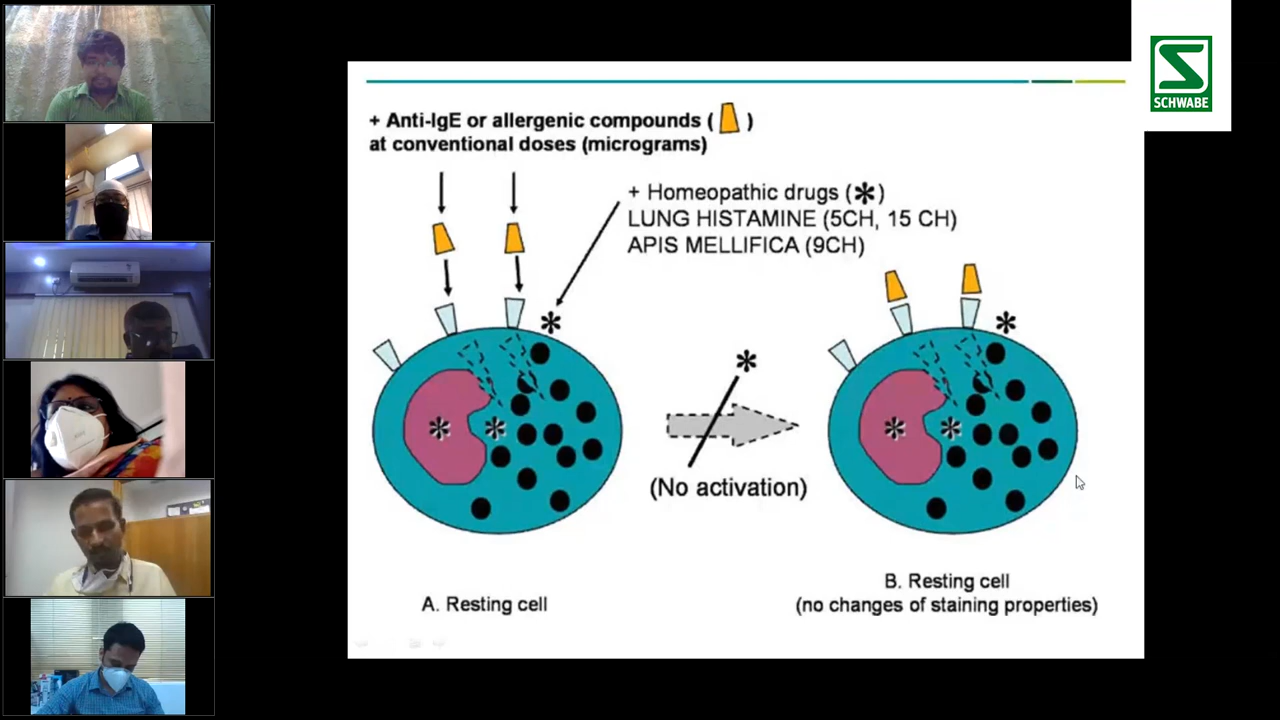 SCHWABE
+ Anti-IgE or allergenic compounds ( )
at conventional doses (micrograms)
+ Homeopathic drugs (*)
LUNG HISTAMINE (5CH, 15 CH)
APIS MELLIFICA (9CH)
(No activation)
A. Resting cell
B. Resting cell
(no changes of staining properties)